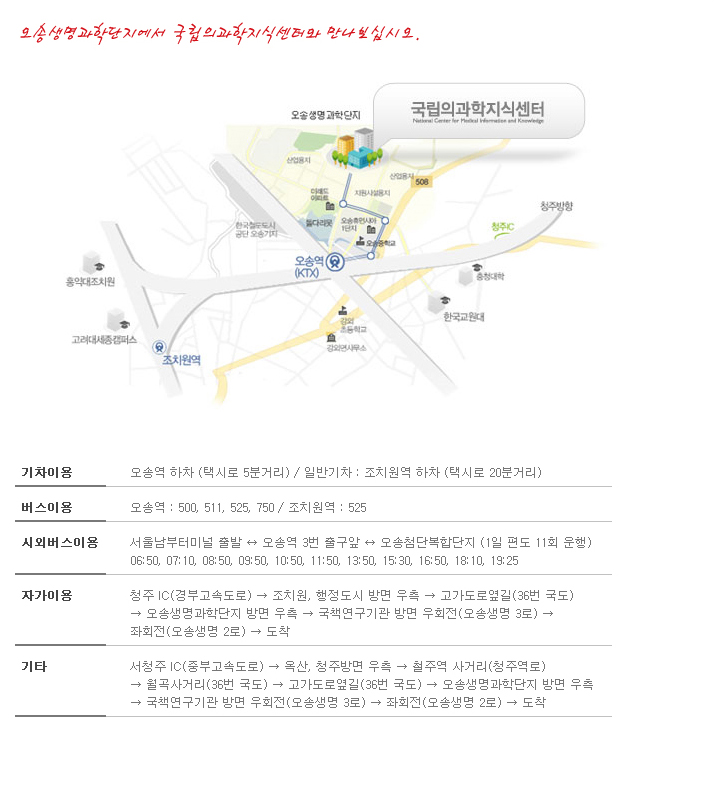 오송생명과학단지에서 국립의과학지식센터와 만나보십시오.
오송생명과학단지
국립의과학지식센터
National Center for Medical Information and Knowledge
산업용지
산업용지
508
지원시설용지
아파트
돌다리못
오송휴먼시아
1단지
한국철도시설
공단 오송기지
오송중학교
청주방향
청주IC
오송역
(KTX)
충청대학
홍익대조치원
한국교원대
고려대세종캠퍼스
강외
초등학교
강외면사무소
조치원역
기차이용 오송역 하차 (택시로 5분거리) / 일반기차 : 조치원역 하차 (택시로 20분거리)
버스이용 오송역 : 500, 511, 525, 750 / 조치원역 : 525
시외버스이용 서울남부터미널 출발 ↔ 오송역 3번 출구앞 ↔ 오송첨단복합단지 (1일 편도 11회 운행)
06:50, 07:10, 08:50, 09:50, 10:50, 11:50, 13:50, 15:30, 16:50, 18:10, 19:25
자가이용 청주 IC(경부고속도로) → 조치원, 행정도시 방면 우측 → 고가도로옆길(36번 국도)
→ 오송생명과학단지 방면 우측 → 국책연구기관 방면 우회전(오송생명 3로) →
좌회전(오송생명 2로) → 도착
기타 서청주 IC(중부고속도로) → 옥산, 청주방면 우측 → 철주역 사거리(청주역로)
→ 월곡사거리(36번 국도) → 고가도로옆길(36번 국도) → 오송생명과학단지 방면 우측
→ 국책연구기관 방면 우회전(오송생명 3로) → 좌회전(오송생명 2로) → 도착